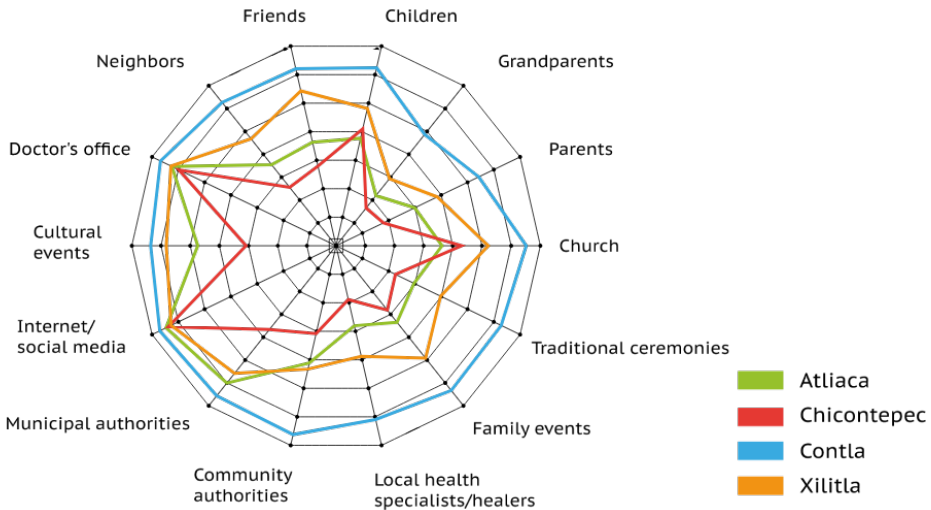 Friends
Children
Neighbors
Grandparents
Doctor's office
Parents
Cultural
events
Church
Internet/
social media
Traditional ceremonies
Municipal authorities
Family events
Community
authorities
Local health
specialists/healers
Atliaca
Chicontepec
Contla
Xilitla